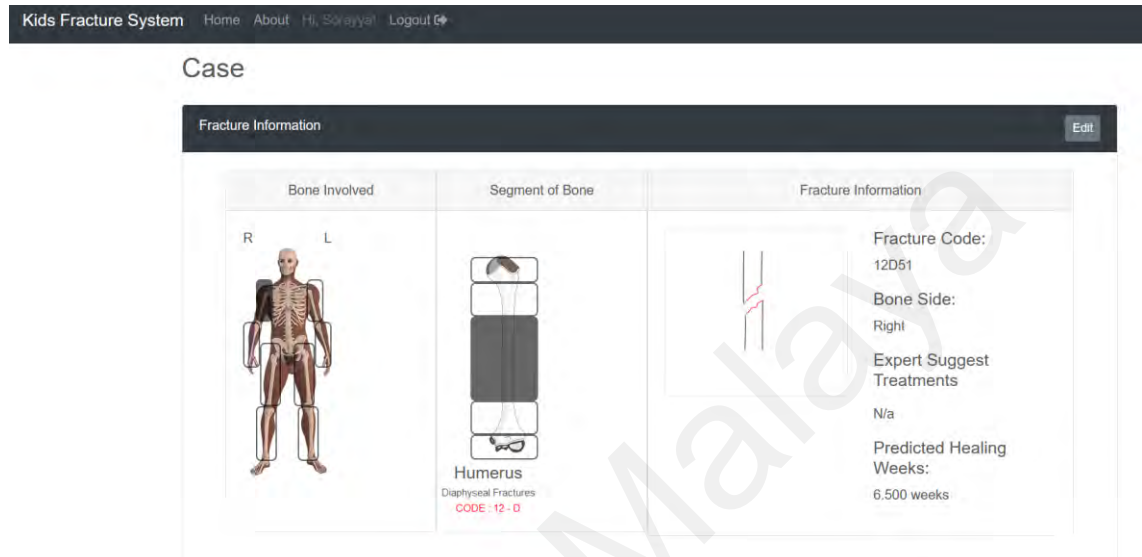 Kids Fracture System Home About Hi, Sorayya! Logout
Case
Fracture Information Edit
Bone Involved Segment of Bone Fracture Information
R L
Fracture Code:
12D51
Bone Side:
Right
Expert Suggest
Treatments
N/a
Predicted Healing
Weeks:
6.500 weeks
Humerus
Diaphyseal Fractures
CODE : 12 - D
Malaya